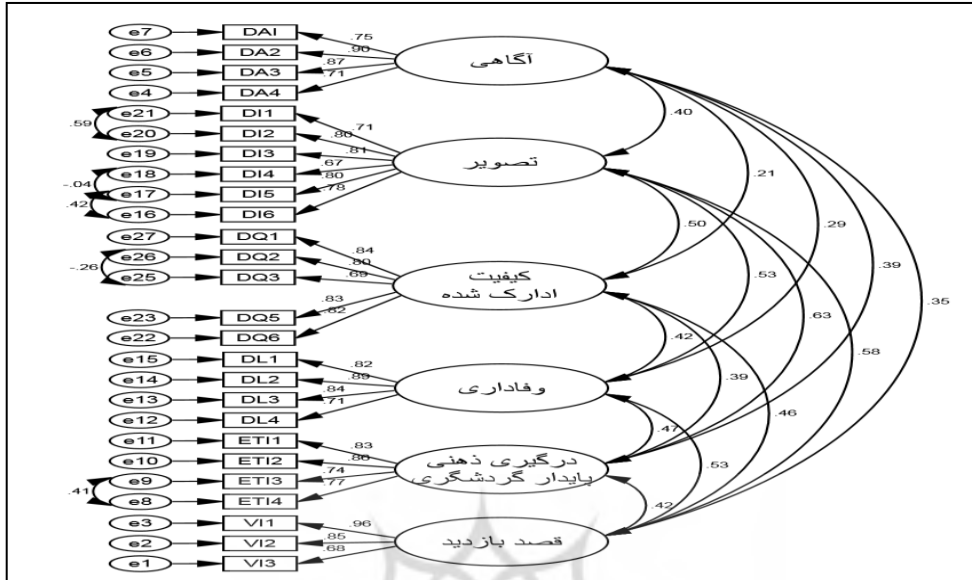 e7 DAI .75 آگاهی
e6 DA2 .90
e5 DA3 .87
e4 DA4 .71
.40
e21 DI1 .71
.59
e20 DI2 .80
e19 DI3 .81 تصویر
e18 DI4 .67 .21
-.04
e17 DI5 .80
.42
e16 DI6 .78
.50 .29
e27 DQ1 .84
e26 DQ2 .80 .53 .39
-.26
e25 DQ3 .69 کیفیت
ادارک شده
.35
e23 DQ5 .83 .63
e22 DQ6
.42 .58
e15 DL1 .82
e14 DL2 .89 وفاداری .39
e13 DL3 .84 .46
e12 DL4 .71
.47
e11 ETI1 .83
e10 ETI2 درگیری ذهنی
e9 ETI3 .74 پایدار گردشگری .53
.41
e8 ETI4 .77
.42
e3 VI1 .96
e2 VI2 .85 قصد بازدید
e1 VI3 .68